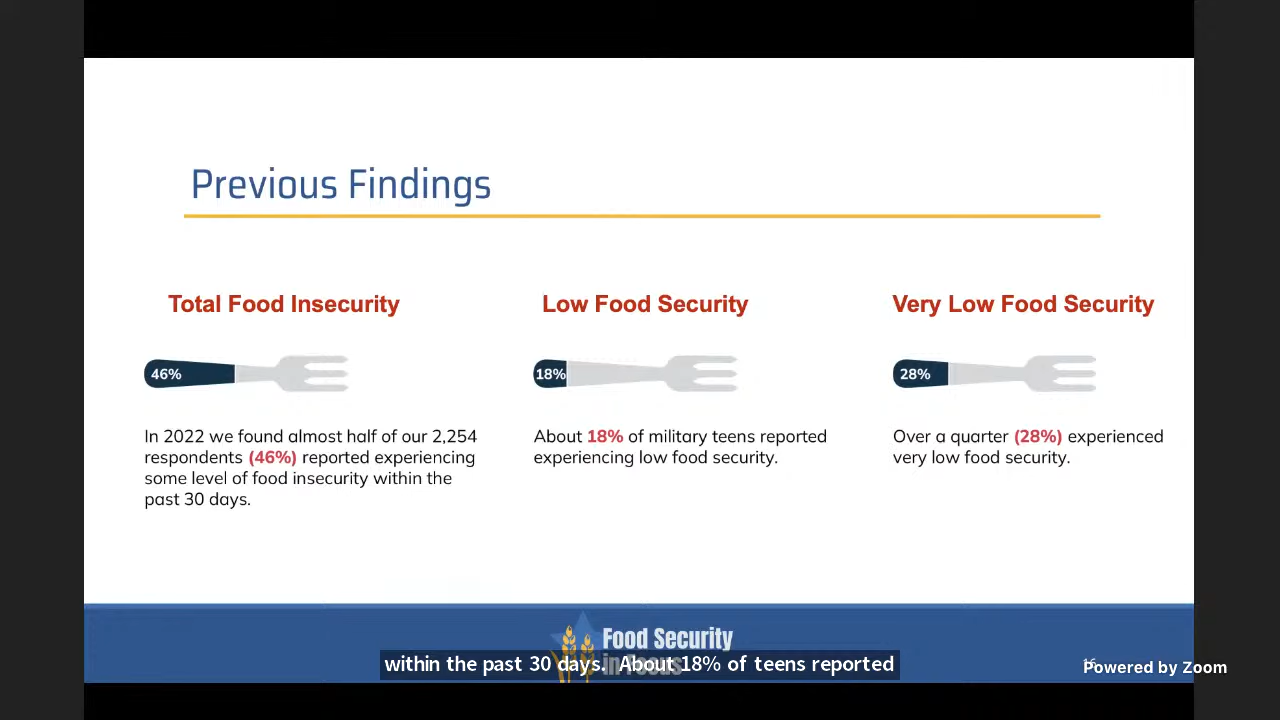 Previous Findings
Total Food Insecurity
46%
In 2022 we found almost half of our 2,254
respondents (46%) reported experiencing
some level of food insecurity within the
past 30 days.
Low Food Security
18%
About 18% of military teens reported
experiencing low food security.
Very Low Food Security
28%
Over a quarter (28%) experienced
very low food security.
Food Security
in Focus
within the past 30 days. About 18% of teens reported
Powered by Zoom